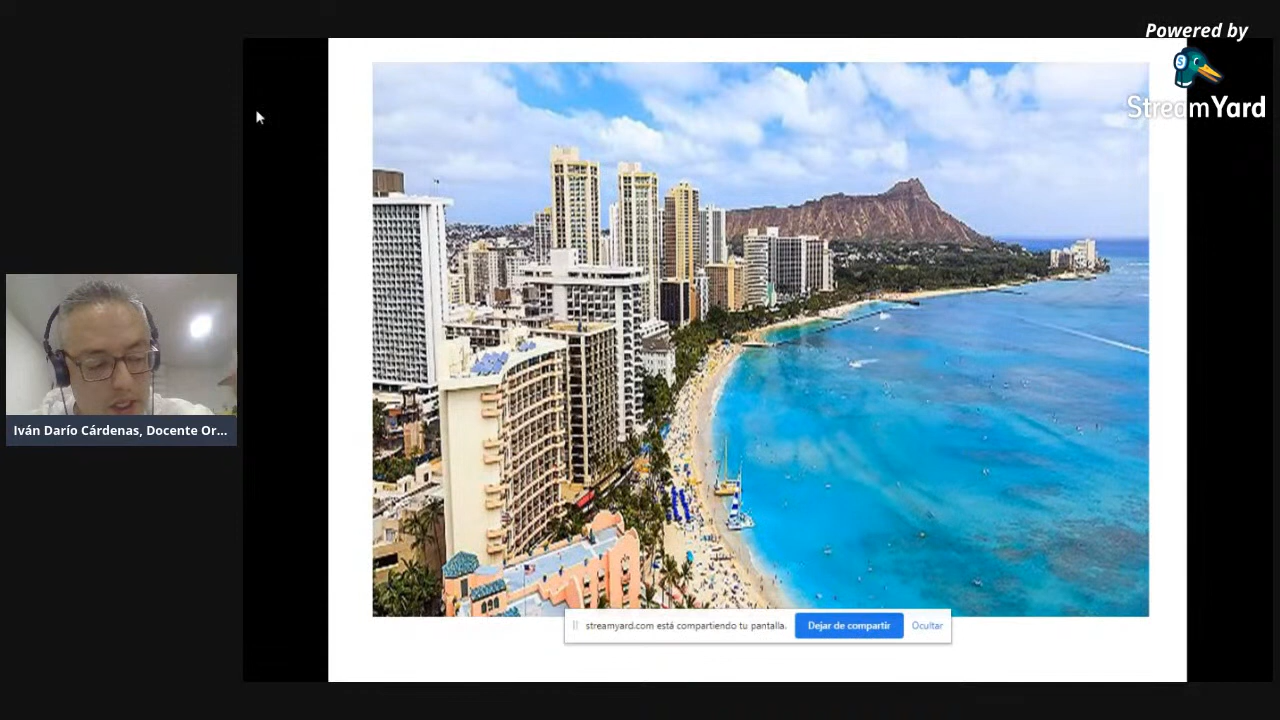 Powered by
StreamYard
Iván Darío Cárdenas, Docente Or...
streamyard.com está compartiendo tu pantalla.
Dejar de compartir
Ocultar